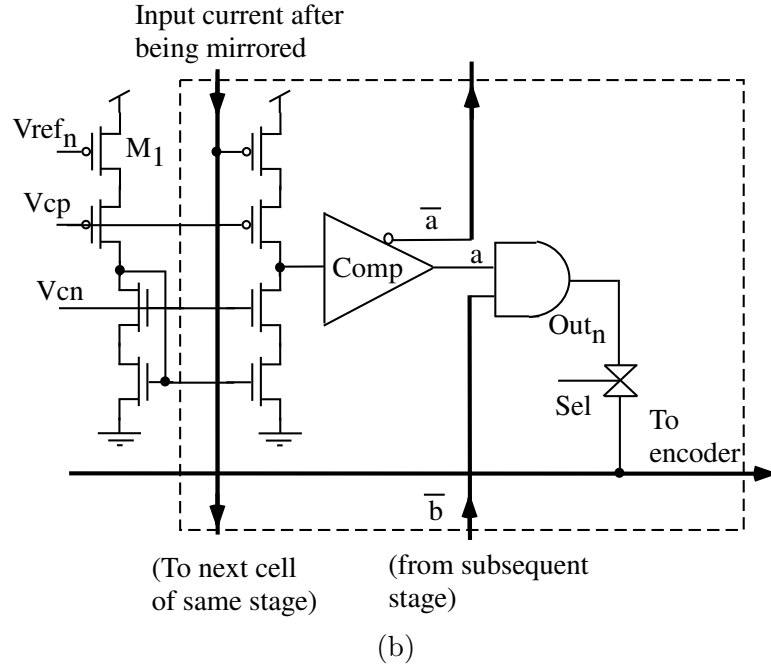 Input current after
being mirrored
Vref_n
M_1
Vcp
Vcn
Comp
a̅
a
Out_n
Sel
To
encoder
b̅
(To next cell
of same stage)
(from subsequent
stage)
(b)